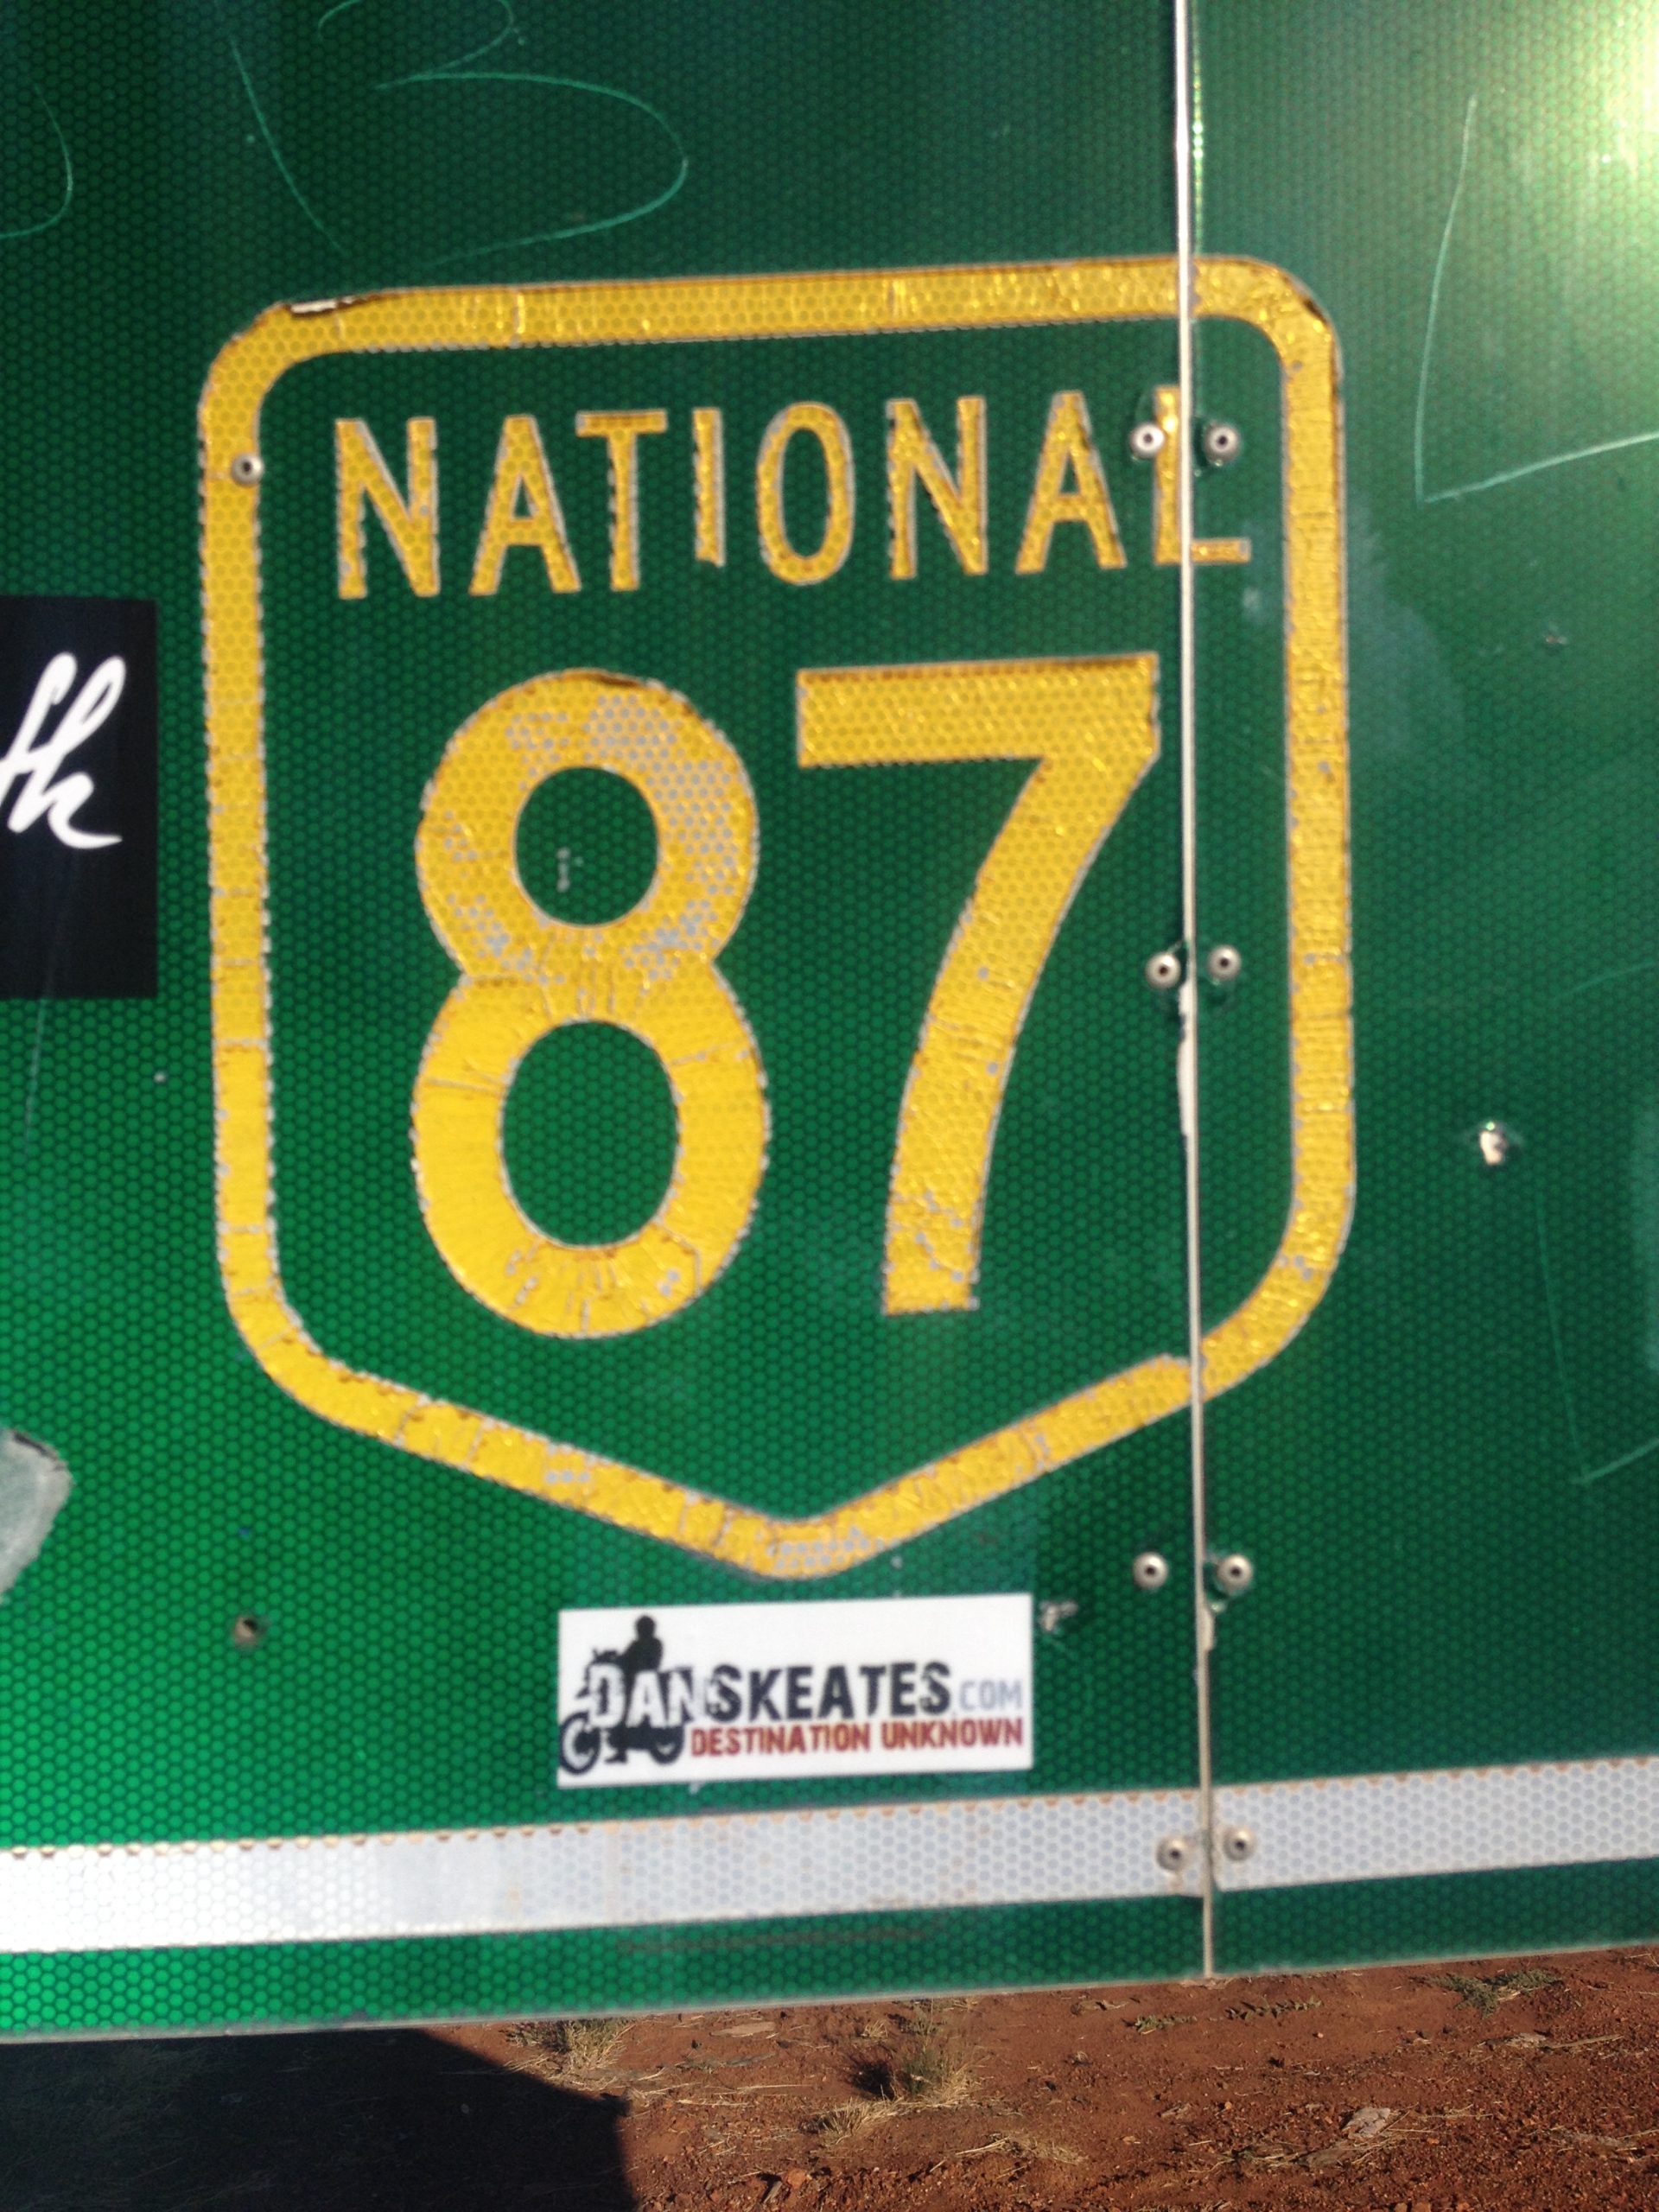 NATIONAL
87
DANSKEATES.COM
DESTINATION UNKNOWN